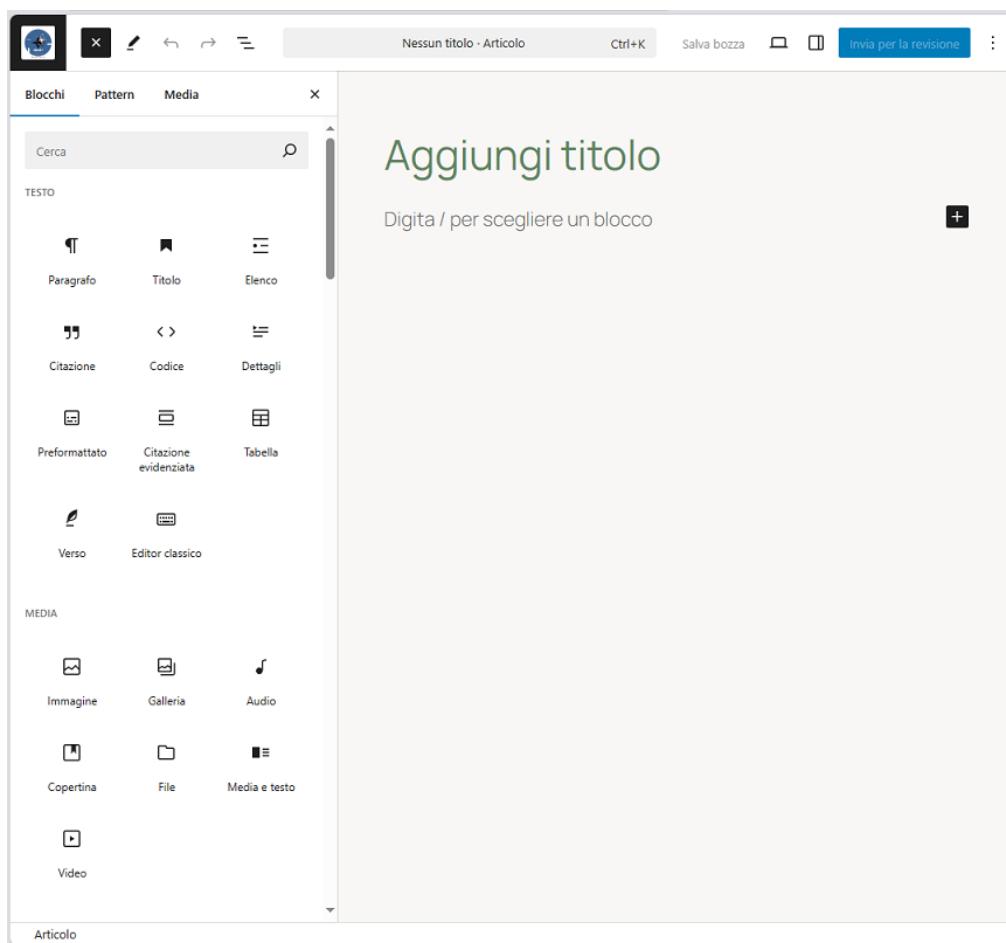 Nessun titolo · Articolo
Ctrl+K
Salva bozza
Invia per la revisione
Blocchi
Pattern
Media
Cerca
TESTO
Paragrafo
Titolo
Elenco
Citazione
Codice
Dettagli
Preformattato
Citazione
evidenziata
Tabella
Verso
Editor classico
MEDIA
Immagine
Galleria
Audio
Copertina
File
Media e testo
Video
Aggiungi titolo
Digita / per scegliere un blocco
Articolo